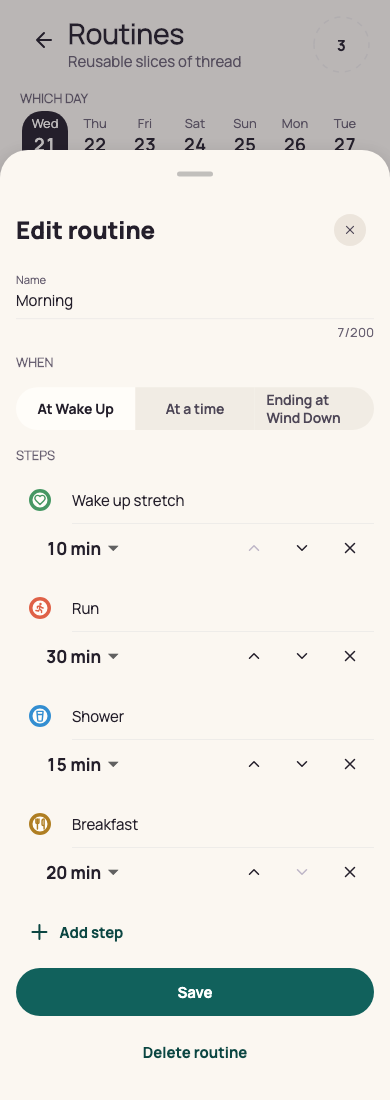 Routines
Reusable slices of thread
3
WHICH DAY
Wed Thu Fri Sat Sun Mon Tue
21 22 23 24 25 26 27
Edit routine
Name
Morning
7/200
WHEN
At Wake Up
At a time
Ending at
Wind Down
STEPS
Wake up stretch
10 min
Run
30 min
Shower
15 min
Breakfast
20 min
Add step
Save
Delete routine